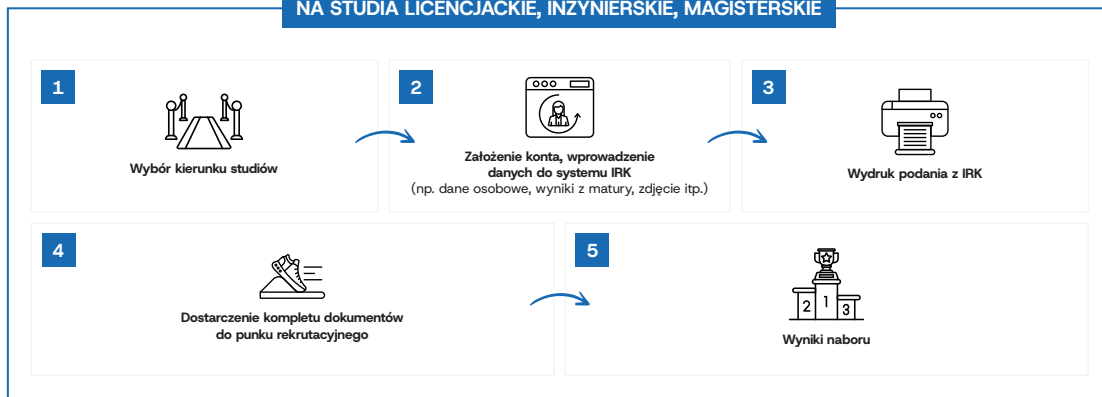 NA STUDIA LICENCJACKIE, INŻYNIERSKIE, MAGISTERSKIE
1
Wybór kierunku studiów
2
Założenie konta, wprowadzenie
danych do systemu IRK
(np. dane osobowe, wyniki z matury, zdjęcie itp.)
3
Wydruk podania z IRK
4
Dostarczenie kompletu dokumentów
do punku rekrutacyjnego
5
2 1 3
Wyniki naboru